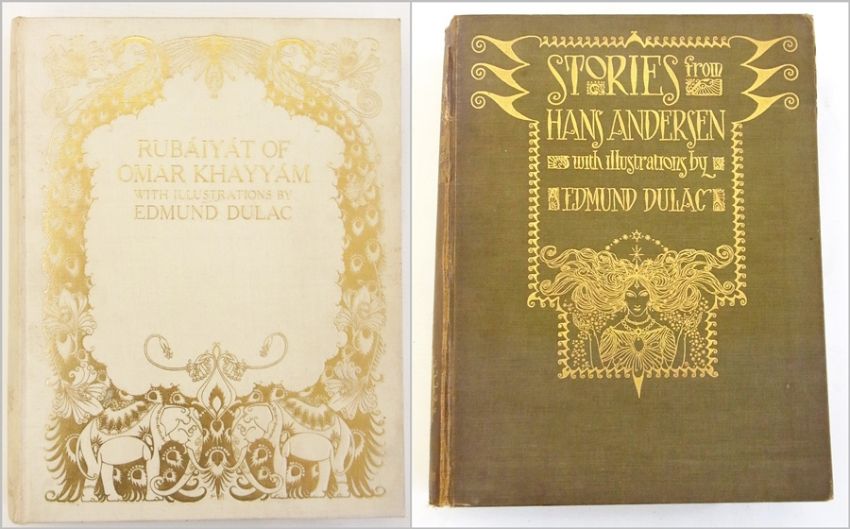 RUBÁIYÁT OF
OMAR KHAYYÁM
WITH ILLUSTRATIONS BY
EDMUND DULAC
STORIES from
HANS ANDERSEN
with illustrations by
EDMUND DULAC